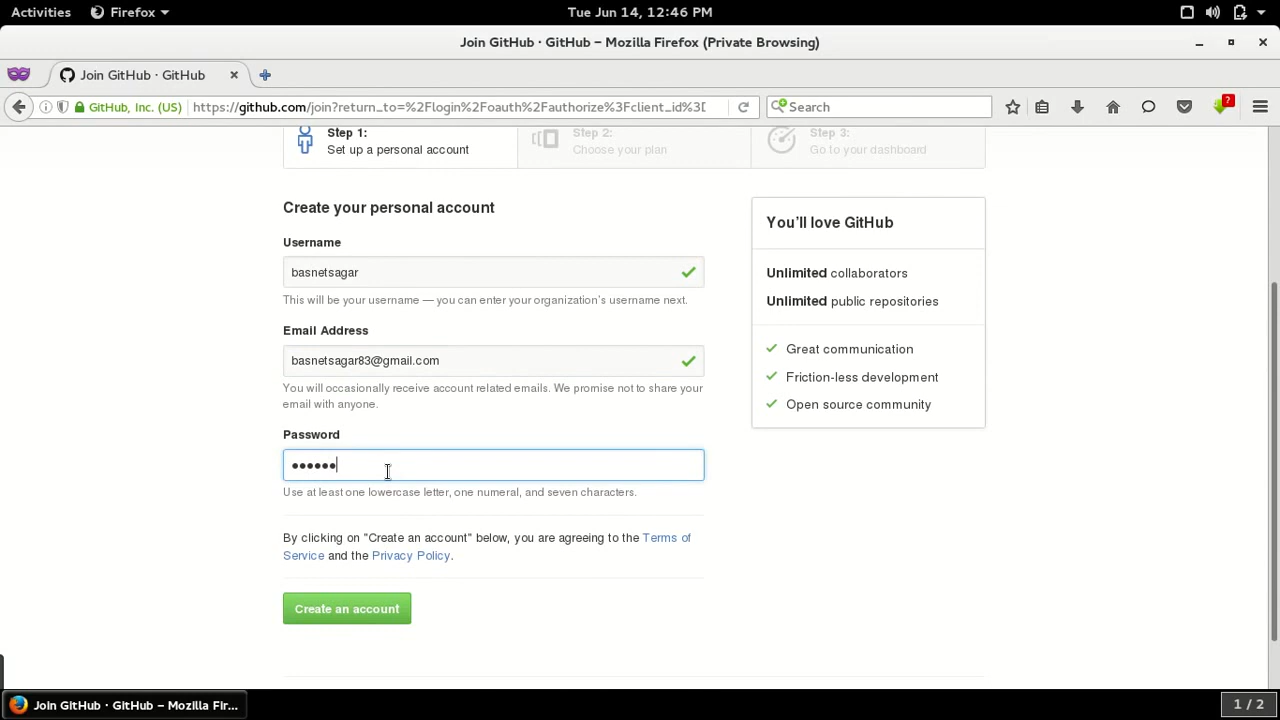 Activities Firefox Tue Jun 14, 12:46 PM
Join GitHub · GitHub – Mozilla Firefox (Private Browsing)
Join GitHub · GitHub
GitHub, Inc. (US) https://github.com/join?return_to=%2Flogin%2Foauth%2Fauthorize%3Fclient_id%3D Search ?
Step 1:
Set up a personal account
Step 2:
Choose your plan
Step 3:
Go to your dashboard
Create your personal account
Username
basnetsagar
This will be your username — you can enter your organization's username next.
Email Address
basnetsagar83@gmail.com
You will occasionally receive account related emails. We promise not to share your
email with anyone.
Password
••••••
Use at least one lowercase letter, one numeral, and seven characters.
By clicking on "Create an account" below, you are agreeing to the Terms of
Service and the Privacy Policy.
Create an account
You'll love GitHub
Unlimited collaborators
Unlimited public repositories
Great communication
Friction-less development
Open source community
Join GitHub · GitHub – Mozilla Fir...
1 / 2